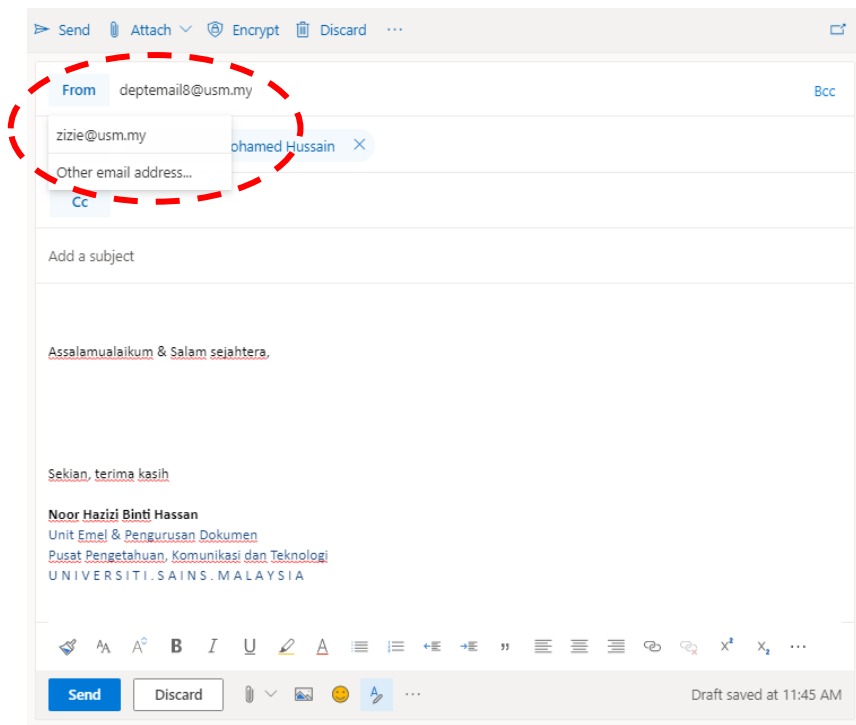 Send Attach Encrypt Discard ...
From deptemail8@usm.my Bcc
zizie@usm.my
ohamed Hussain
Other email address...
Cc
Add a subject
Assalamualaikum & Salam sejahtera,
Sekian, terima kasih
Noor Hazizi Binti Hassan
Unit Emel & Pengurusan Dokumen
Pusat Pengetahuan, Komunikasi dan Teknologi
UNIVERSITI.SAINS.MALAYSIA
Send Discard ... Draft saved at 11:45 AM